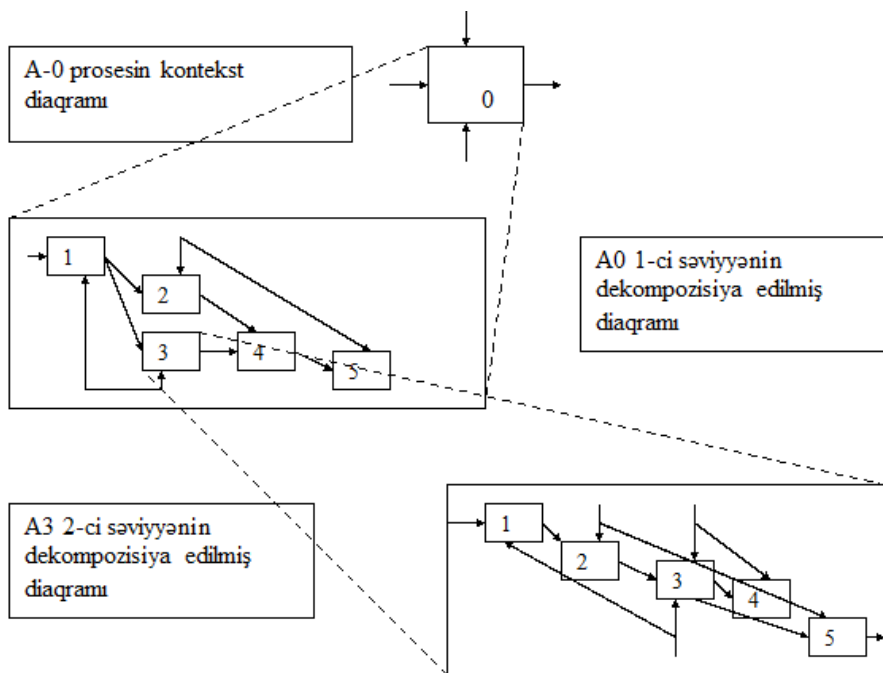 A-0 prosesin kontekst
diaqramı
0
1
2
3
4
5
A0 1-ci səviyyənin
dekompozisiya edilmiş
diaqramı
A3 2-ci səviyyənin
dekompozisiya edilmiş
diaqramı
1
2
3
4
5